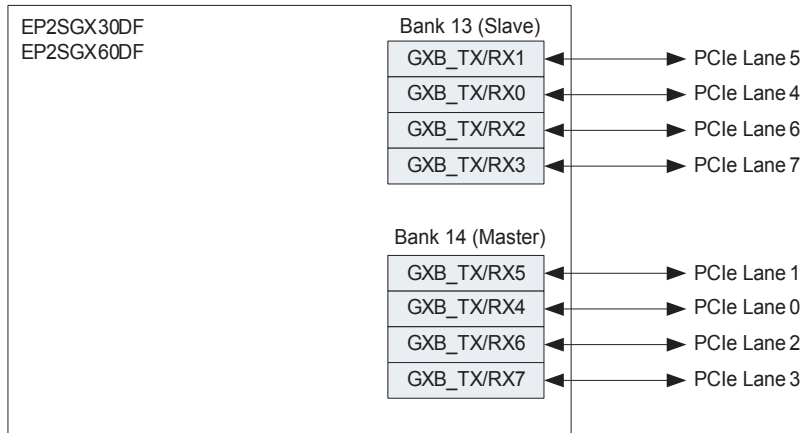 EP2SGX30DF
EP2SGX60DF
Bank 13 (Slave)
GXB_TX/RX1 PCIe Lane 5
GXB_TX/RX0 PCIe Lane 4
GXB_TX/RX2 PCIe Lane 6
GXB_TX/RX3 PCIe Lane 7
Bank 14 (Master)
GXB_TX/RX5 PCIe Lane 1
GXB_TX/RX4 PCIe Lane 0
GXB_TX/RX6 PCIe Lane 2
GXB_TX/RX7 PCIe Lane 3